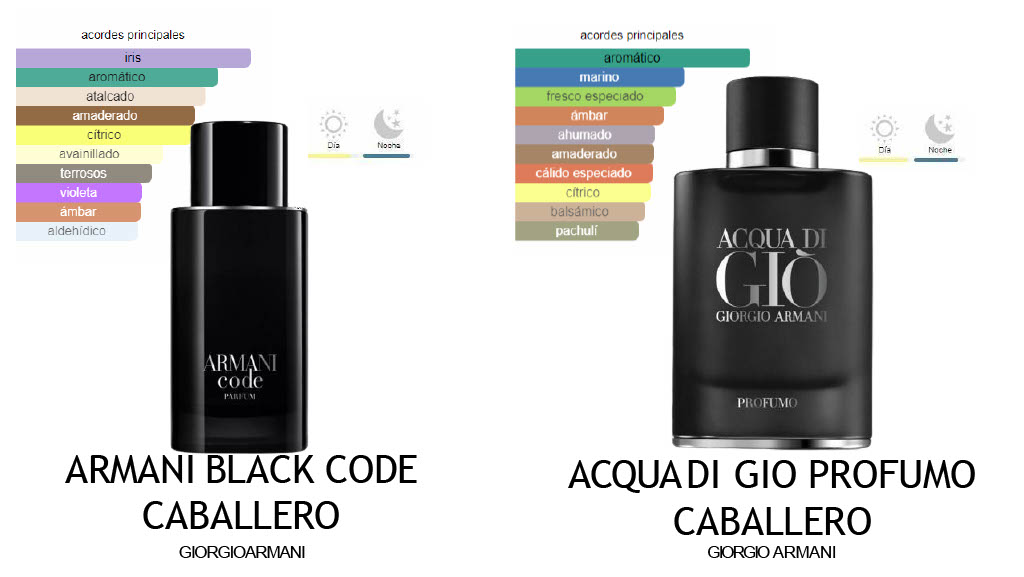 acordes principales
iris
aromático
atalcado
amaderado
cítrico
avainillado
terrosos
violeta
ámbar
aldehídico
Día
Noche
ARMANI
code
PARFUM
ARMANI BLACK CODE
CABALLERO
GIORGIOARMANI
acordes principales
aromático
marino
fresco especiado
ámbar
ahumado
amaderado
cálido especiado
cítrico
balsámico
pachulí
Día
Noche
ACQUA DI
GIÒ
GIORGIO ARMANI
PROFUMO
ACQUA DI GIO PROFUMO
CABALLERO
GIORGIO ARMANI